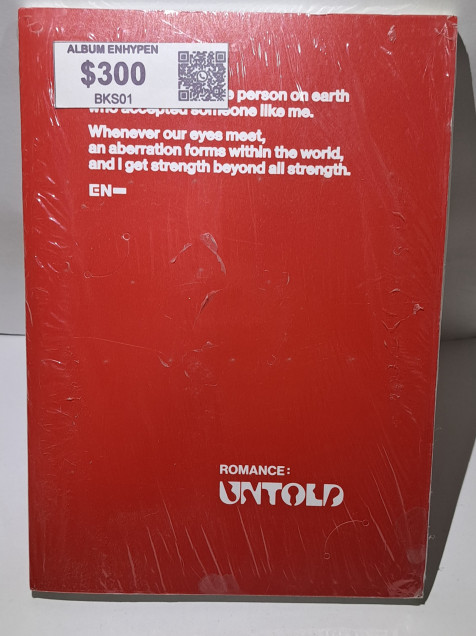 ALBUM ENHYPEN
$300
BKS01
person on earth
who accepted someone like me.
Whenever our eyes meet,
an aberration forms within the world,
and I get strength beyond all strength.
EN-
ROMANCE:
UNTOLD